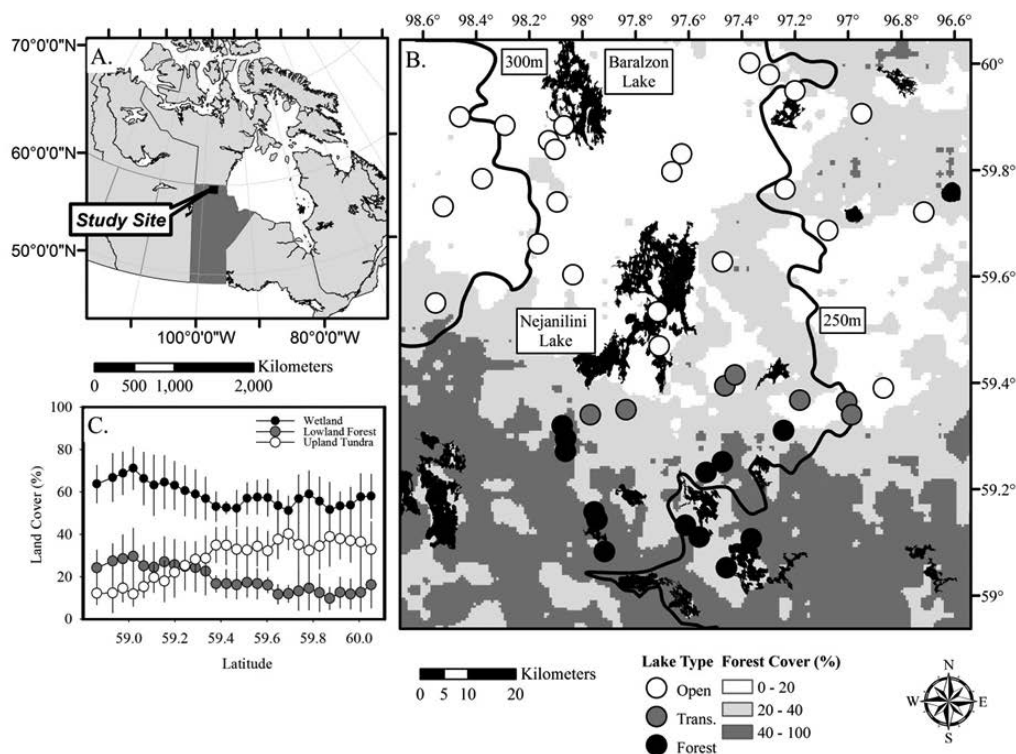 A.
70°0'0"N
60°0'0"N
50°0'0"N
Study Site
100°0'0"W
80°0'0"W
Kilometers
0 500 1,000 2,000
C.
Wetland
Lowland Forest
Upland Tundra
100
80
60
40
20
0
Land Cover (%)
59.0 59.2 59.4 59.6 59.8 60.0
Latitude
98.6° 98.4° 98.2° 98° 97.8° 97.6° 97.4° 97.2° 97° 96.8° 96.6°
B.
300m
Baralzon
Lake
Nejanilini
Lake
250m
60°
59.8°
59.6°
59.4°
59.2°
59°
Kilometers
0 5 10 20
Lake Type
Open
Trans.
Forest
Forest Cover (%)
0 - 20
20 - 40
40 - 100
N
W E
S